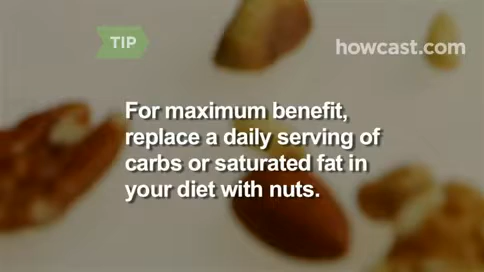 TIP
howcast.com
For maximum benefit,
replace a daily serving of
carbs or saturated fat in
your diet with nuts.